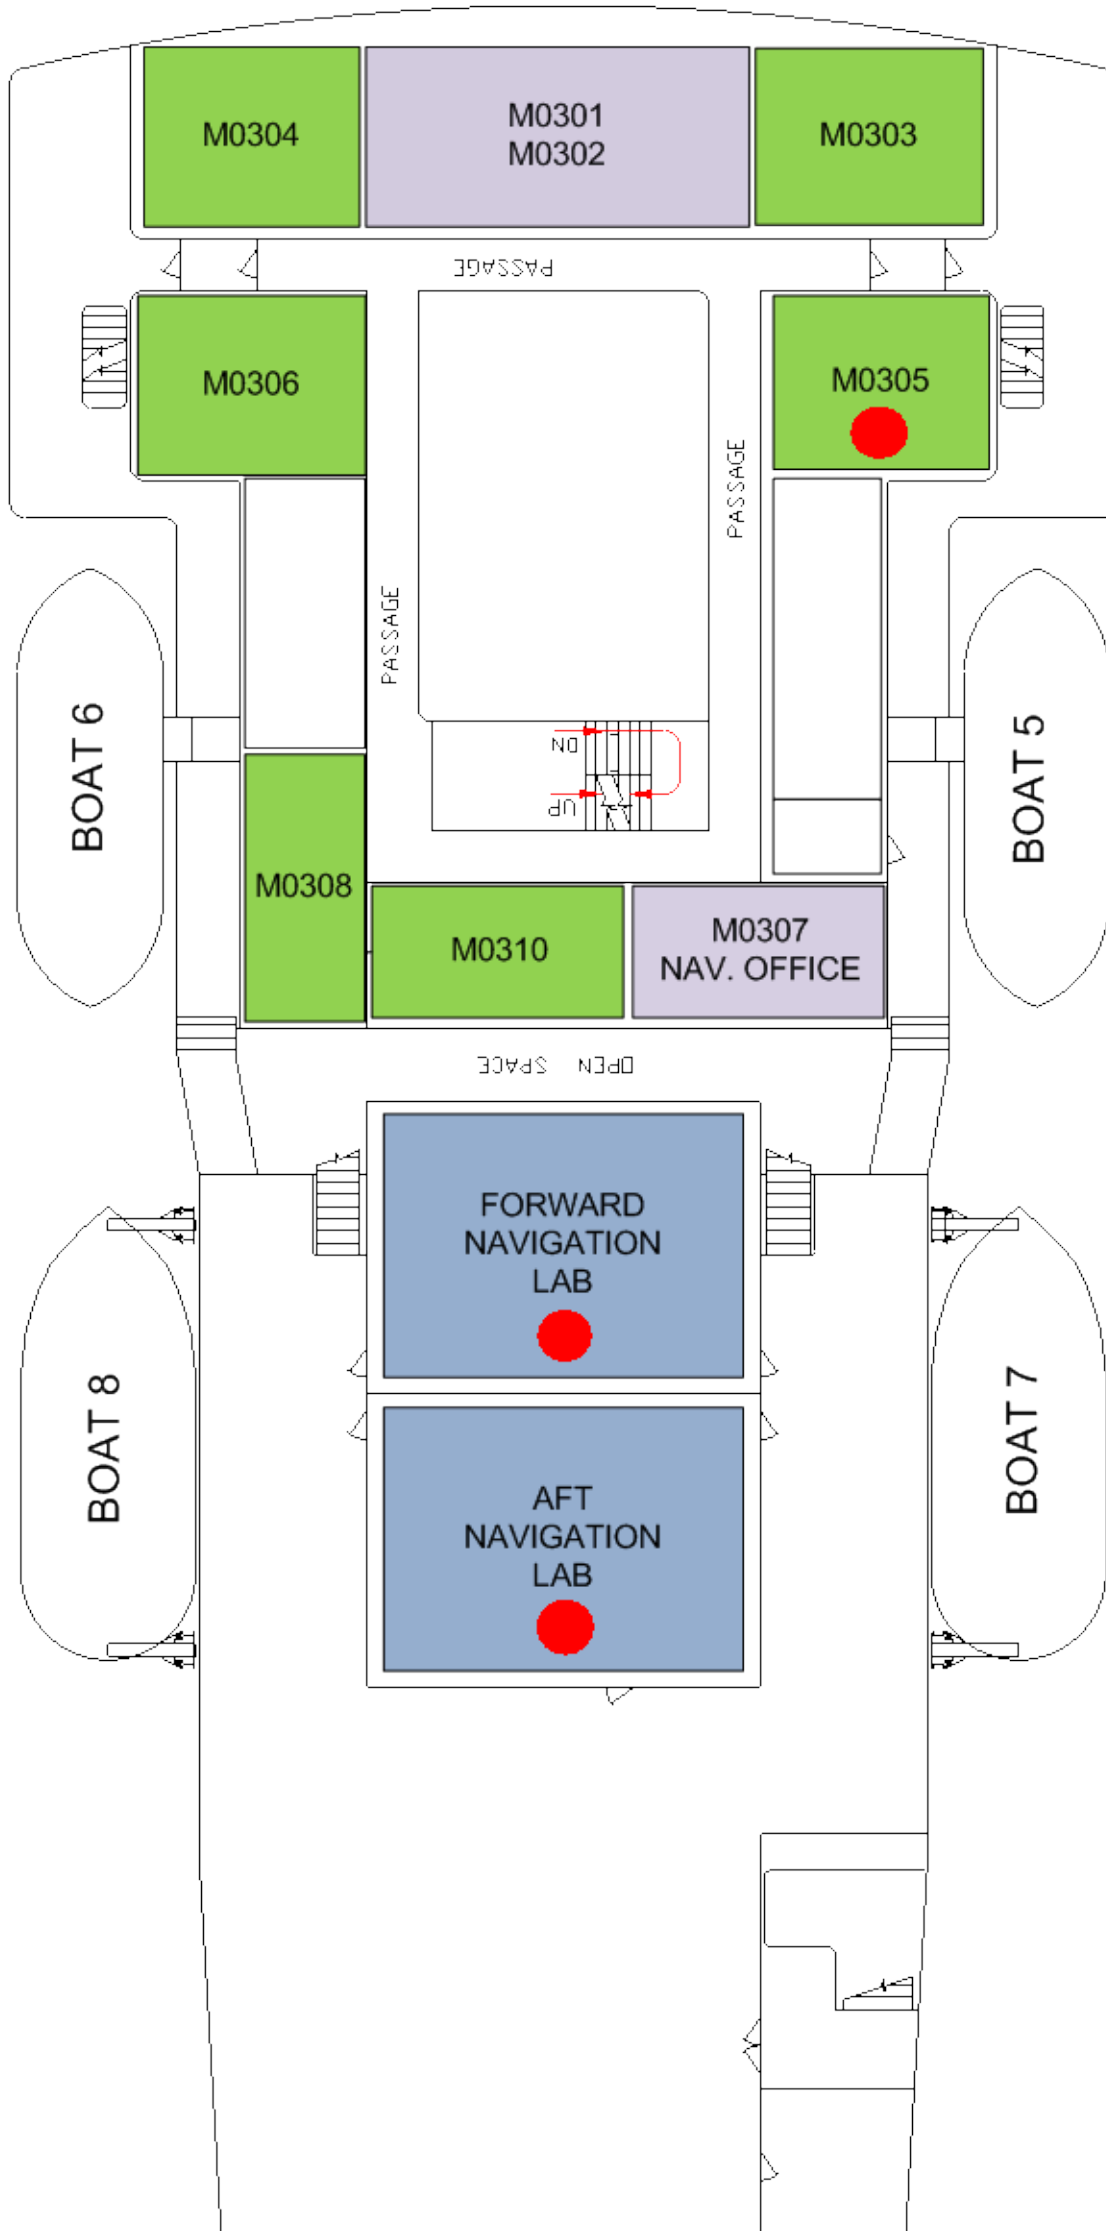 M0304
M0301
M0302
M0303
PASSAGE
M0306
M0305
PASSAGE
PASSAGE
BOAT 6
BOAT 5
DN
UP
M0308
M0310
M0307
NAV. OFFICE
OPEN SPACE
FORWARD
NAVIGATION
LAB
BOAT 8
BOAT 7
AFT
NAVIGATION
LAB